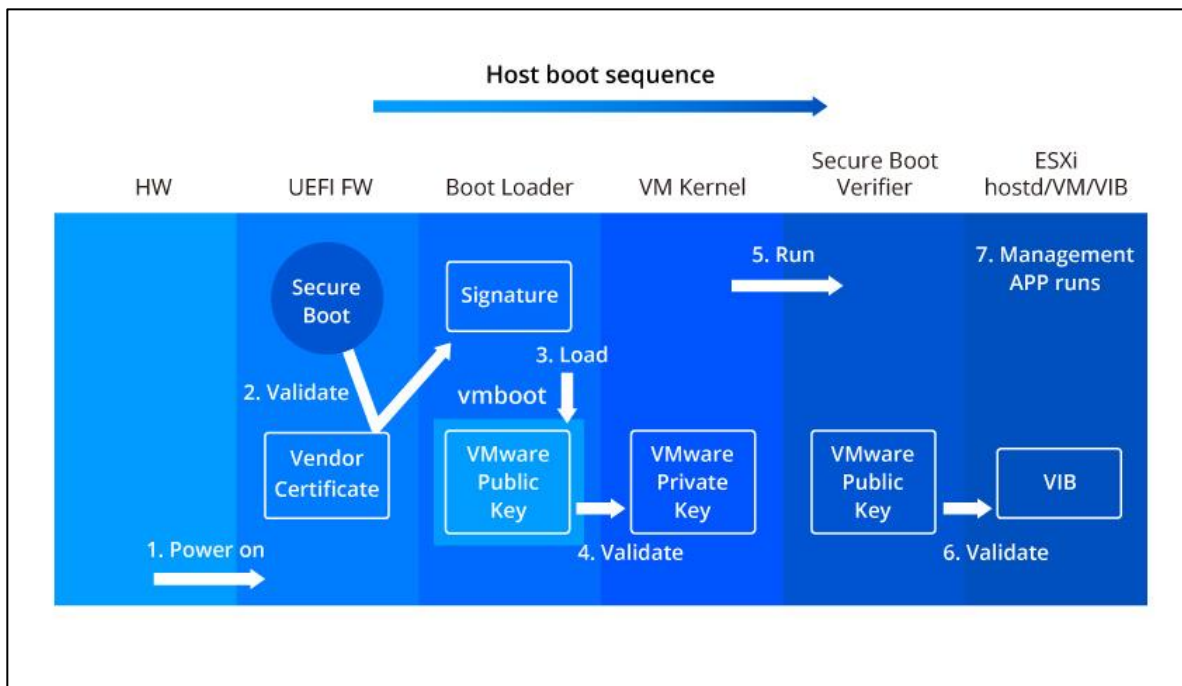 Host boot sequence
HW
UEFI FW
Boot Loader
VM Kernel
Secure Boot
Verifier
ESXi
hostd/VM/VIB
Secure
Boot
Signature
5. Run
7. Management
APP runs
3. Load
2. Validate
vmboot
Vendor
Certificate
VMware
Public
Key
VMware
Private
Key
VMware
Public
Key
VIB
1. Power on
4. Validate
6. Validate